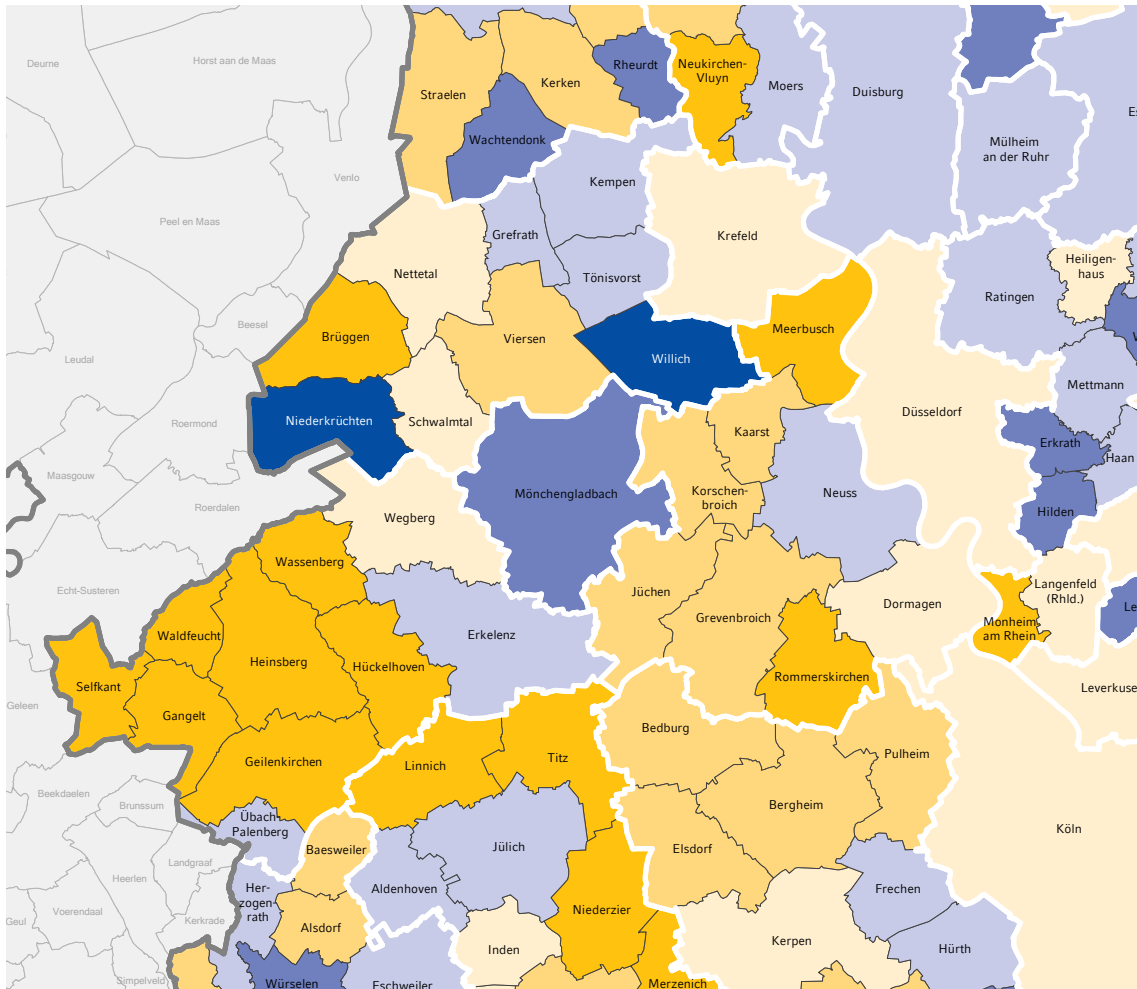 Deurne
Horst aan de Maas
Rheurdt
Neukirchen-
Vluyn
Straelen
Kerken
Moers
Duisburg
Wachtendonk
Mülheim
an der Ruhr
Venlo
Kempen
Peel en Maas
Grefrath
Krefeld
Nettetal
Tönisvorst
Heiligen-
haus
Ratingen
Beesel
Brüggen
Viersen
Meerbusch
Leudal
Willich
Mettmann
Roermond
Niederkrüchten
Schwalmtal
Düsseldorf
Kaarst
Erkrath
Haan
Maasgouw
Mönchengladbach
Korschen-
broich
Neuss
Roerdalen
Wegberg
Hilden
Wassenberg
Echt-Susteren
Jüchen
Langenfeld
(Rhld.)
Dormagen
Le
Waldfeucht
Erkelenz
Grevenbroich
Monheim
am Rhein
Heinsberg
Hückelhoven
Rommerskirchen
Selfkant
Leverkuse
Geleen
Gangelt
Bedburg
Geilenkirchen
Linnich
Titz
Pulheim
Beekdaelen
Brunssum
Bergheim
Übach-
Palenberg
Köln
Baesweiler
Jülich
Elsdorf
Landgraaf
Heerlen
Her-
zogen-
rath
Aldenhoven
Frechen
Voerendaal
Geul
Kerkrade
Alsdorf
Niederzier
Kerpen
Inden
Hürth
Simpelveld
Würselen
Eschweiler
Merzenich